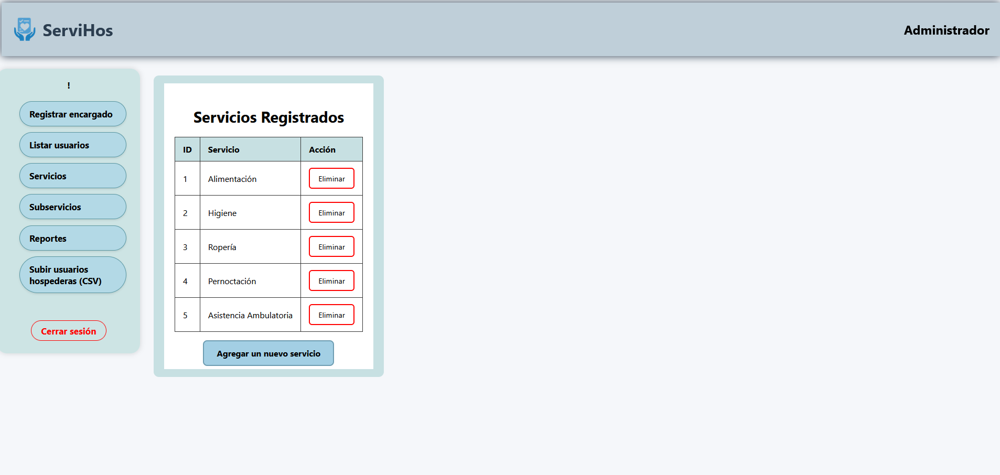 ServiHos
Administrador
!
Registrar encargado
Listar usuarios
Servicios
Subservicios
Reportes
Subir usuarios
hospederas (CSV)
Cerrar sesión
Servicios Registrados
ID Servicio Acción
1 Alimentación Eliminar
2 Higiene Eliminar
3 Ropería Eliminar
4 Pernoctación Eliminar
5 Asistencia Ambulatoria Eliminar
Agregar un nuevo servicio